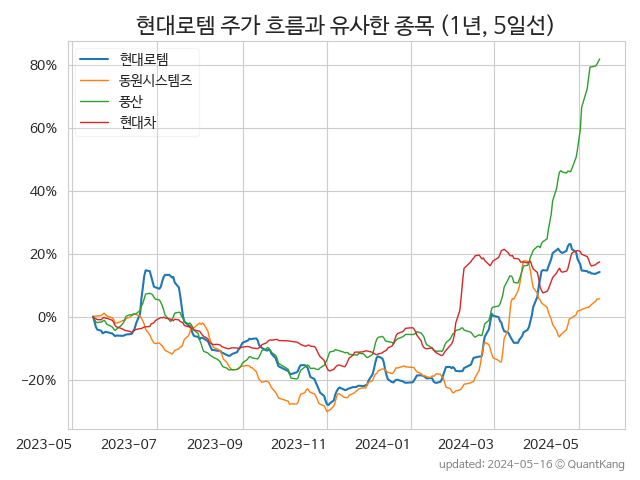 현대로템 주가 흐름과 유사한 종목 (1년, 5일선)
현대로템
동원시스템즈
풍산
현대차
80%
60%
40%
20%
0%
−20%
2023-05
2023-07
2023-09
2023-11
2024-01
2024-03
2024-05
updated: 2024-05-16 © QuantKang